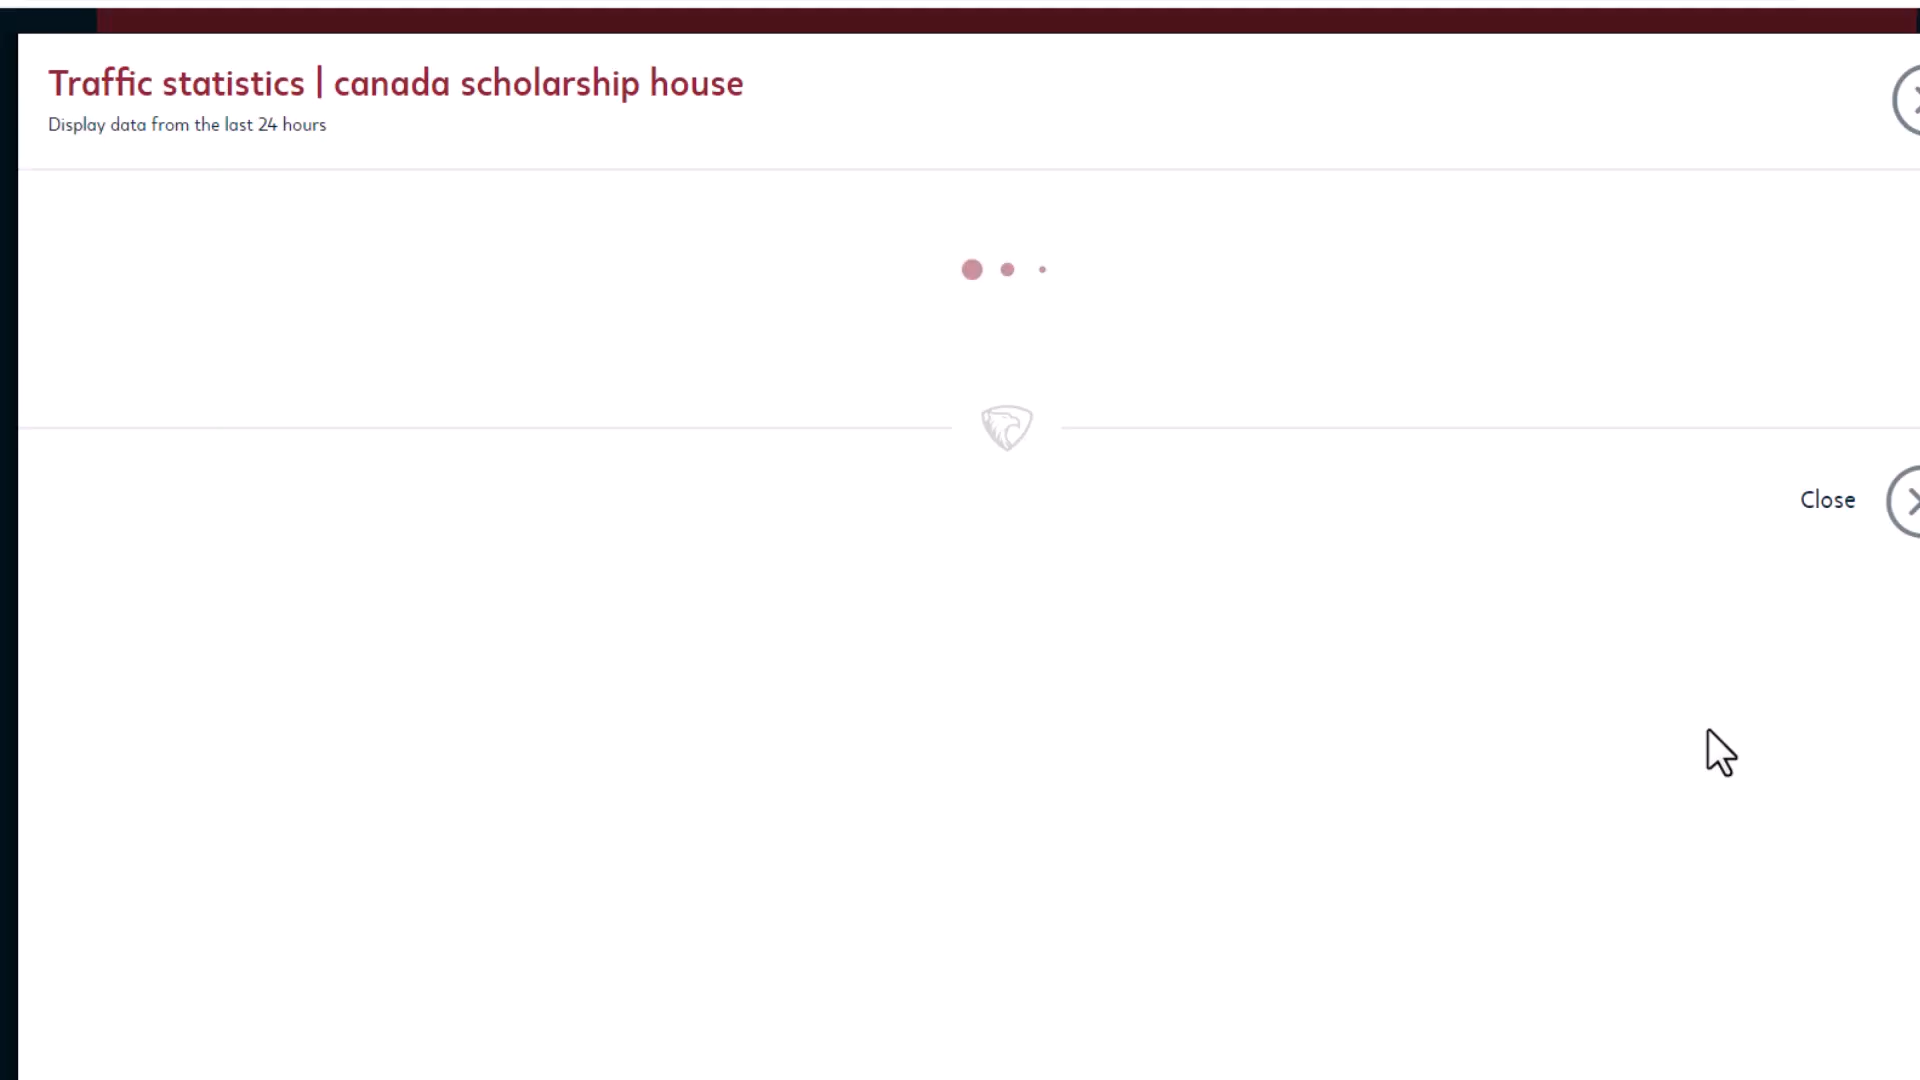 Traffic statistics | canada scholarship house
Display data from the last 24 hours
Close